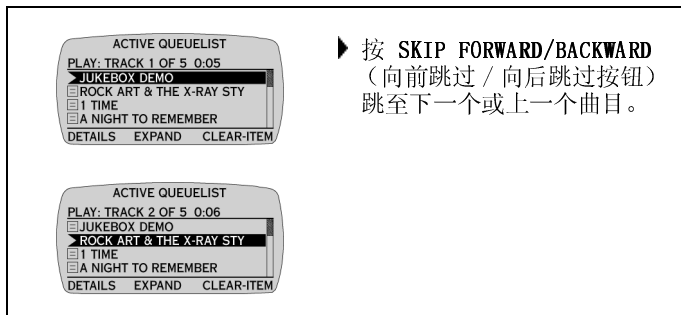 ACTIVE QUEUELIST
PLAY: TRACK 1 OF 5 0:05
JUKEBOX DEMO
ROCK ART & THE X-RAY STY
1 TIME
A NIGHT TO REMEMBER
DETAILS EXPAND CLEAR-ITEM
按 SKIP FORWARD/BACKWARD
（向前跳过 / 向后跳过按钮）
跳至下一个或上一个曲目。
ACTIVE QUEUELIST
PLAY: TRACK 2 OF 5 0:06
JUKEBOX DEMO
ROCK ART & THE X-RAY STY
1 TIME
A NIGHT TO REMEMBER
DETAILS EXPAND CLEAR-ITEM